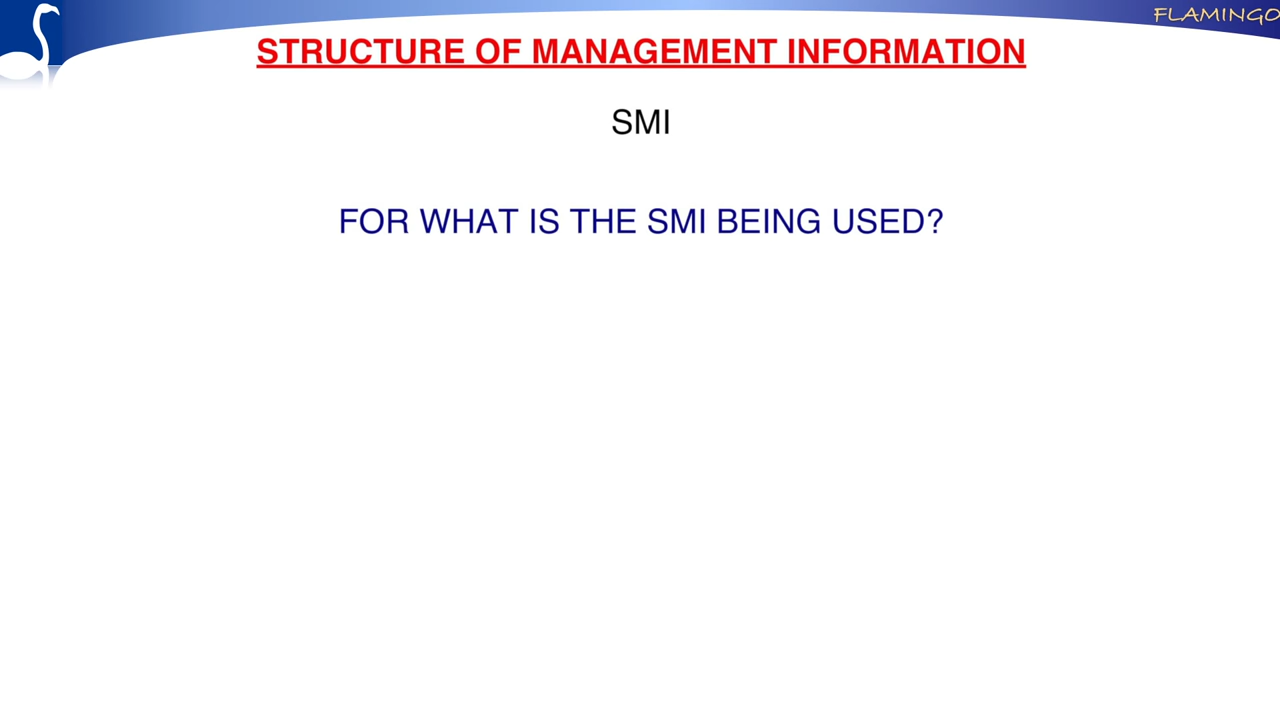 FLAMINGO
STRUCTURE OF MANAGEMENT INFORMATION
SMI
FOR WHAT IS THE SMI BEING USED?